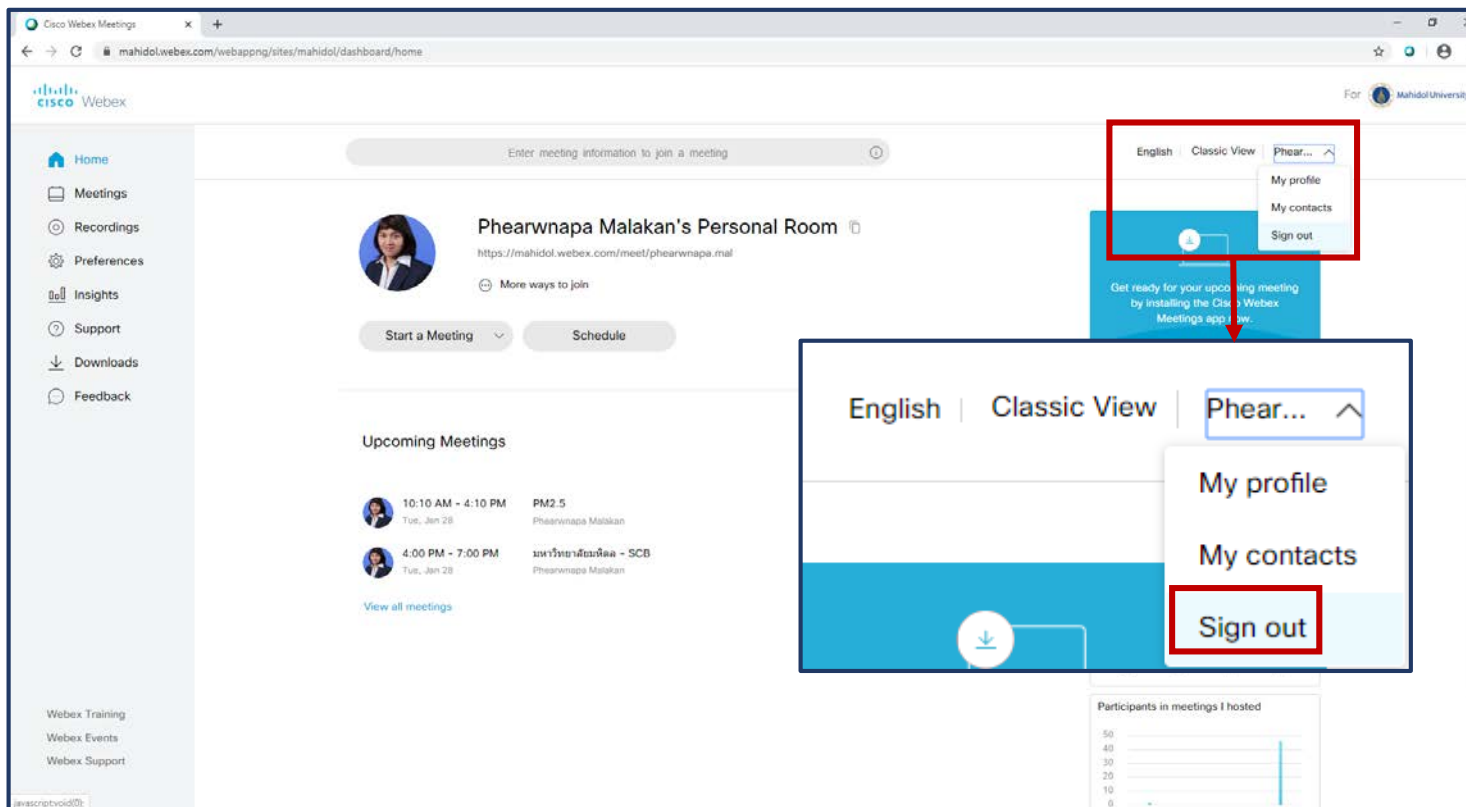 Cisco Webex Meetings
mahidol.webex.com/webappng/sites/mahidol/dashboard/home
CISCO Webex
For Mahidol University
Home
Meetings
Recordings
Preferences
Insights
Support
Downloads
Feedback
Webex Training
Webex Events
Webex Support
javascript:void(0);
Enter meeting information to join a meeting
English Classic View Phear...
My profile
My contacts
Sign out
Phearwnapa Malakan's Personal Room
https://mahidol.webex.com/meet/phearwnapa.mal
More ways to join
Start a Meeting Schedule
Get ready for your upcoming meeting
by installing the Cisco Webex
Meetings app now.
Upcoming Meetings
10:10 AM - 4:10 PM PM2.5
Tue, Jan 28 Phearwnapa Malakan
4:00 PM - 7:00 PM มหาวิทยาลัยมหิดล - SCB
Tue, Jan 28 Phearwnapa Malakan
View all meetings
English Classic View Phear...
My profile
My contacts
Sign out
Participants in meetings I hosted
50
40
30
20
10
0